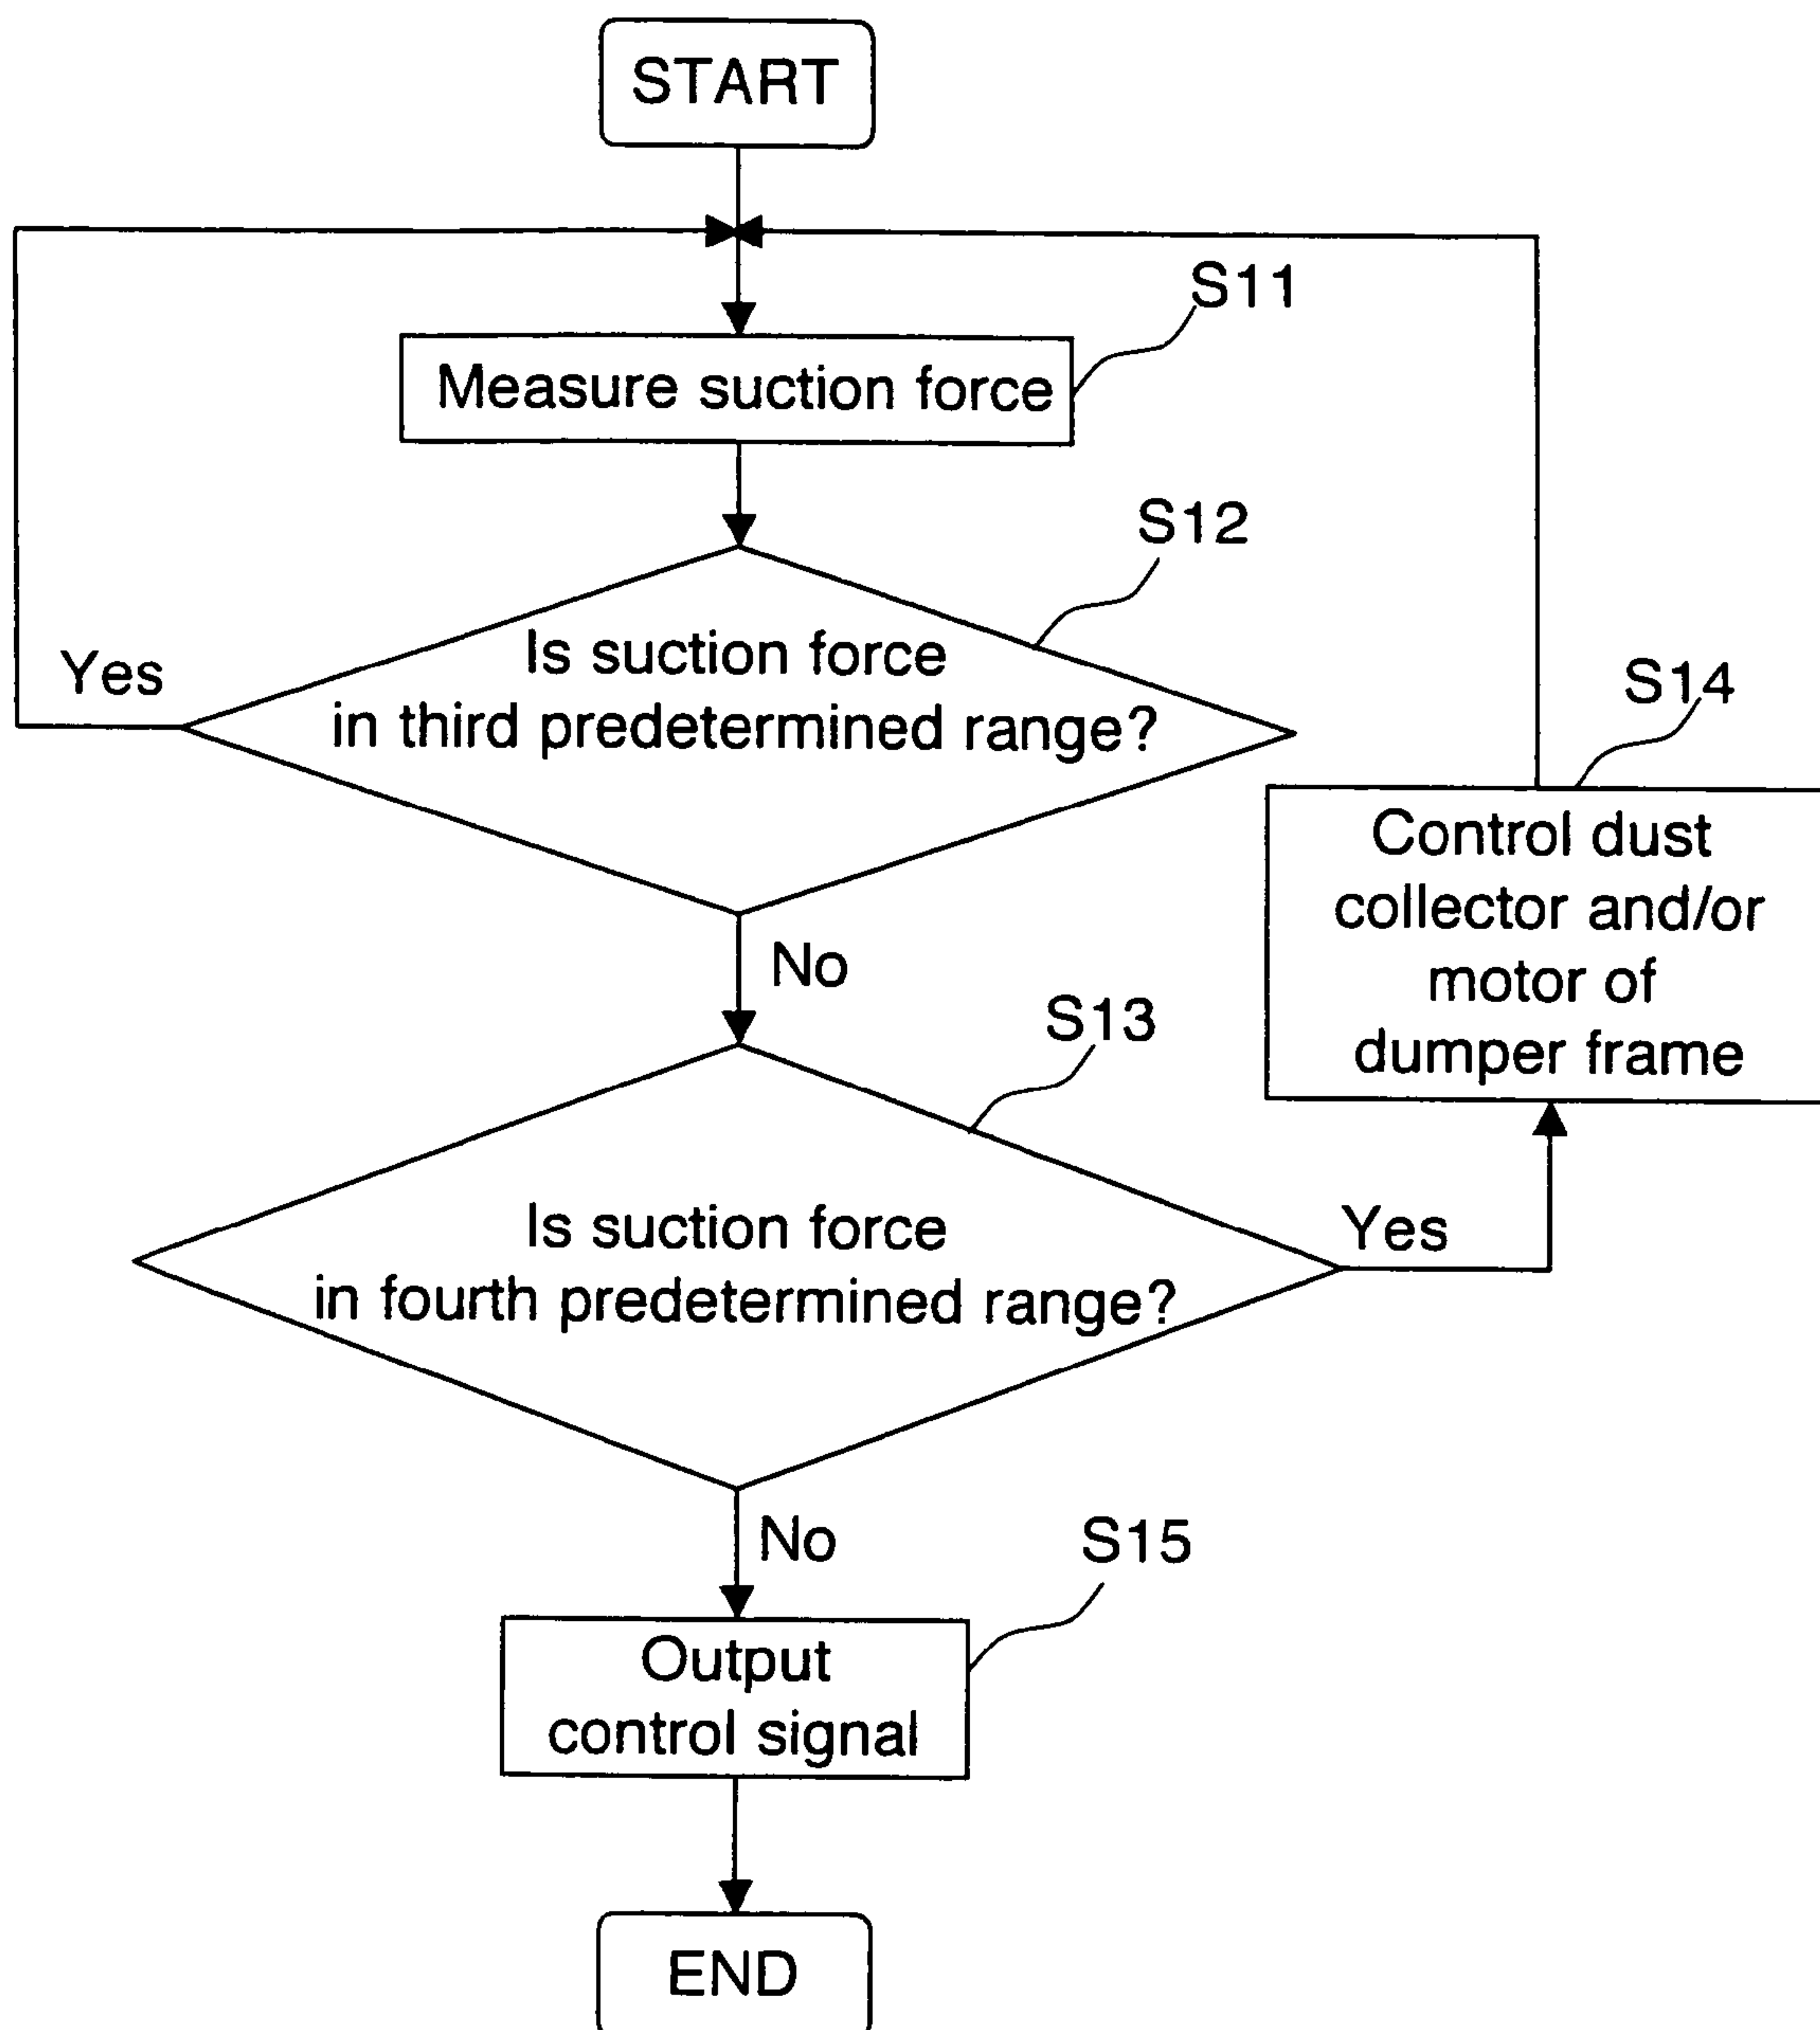 START
S11
Measure suction force
S12
Is suction force
in third predetermined range?
Yes
No
S14
Control dust
collector and/or
motor of
dumper frame
S13
Is suction force
in fourth predetermined range?
Yes
No
S15
Output
control signal
END